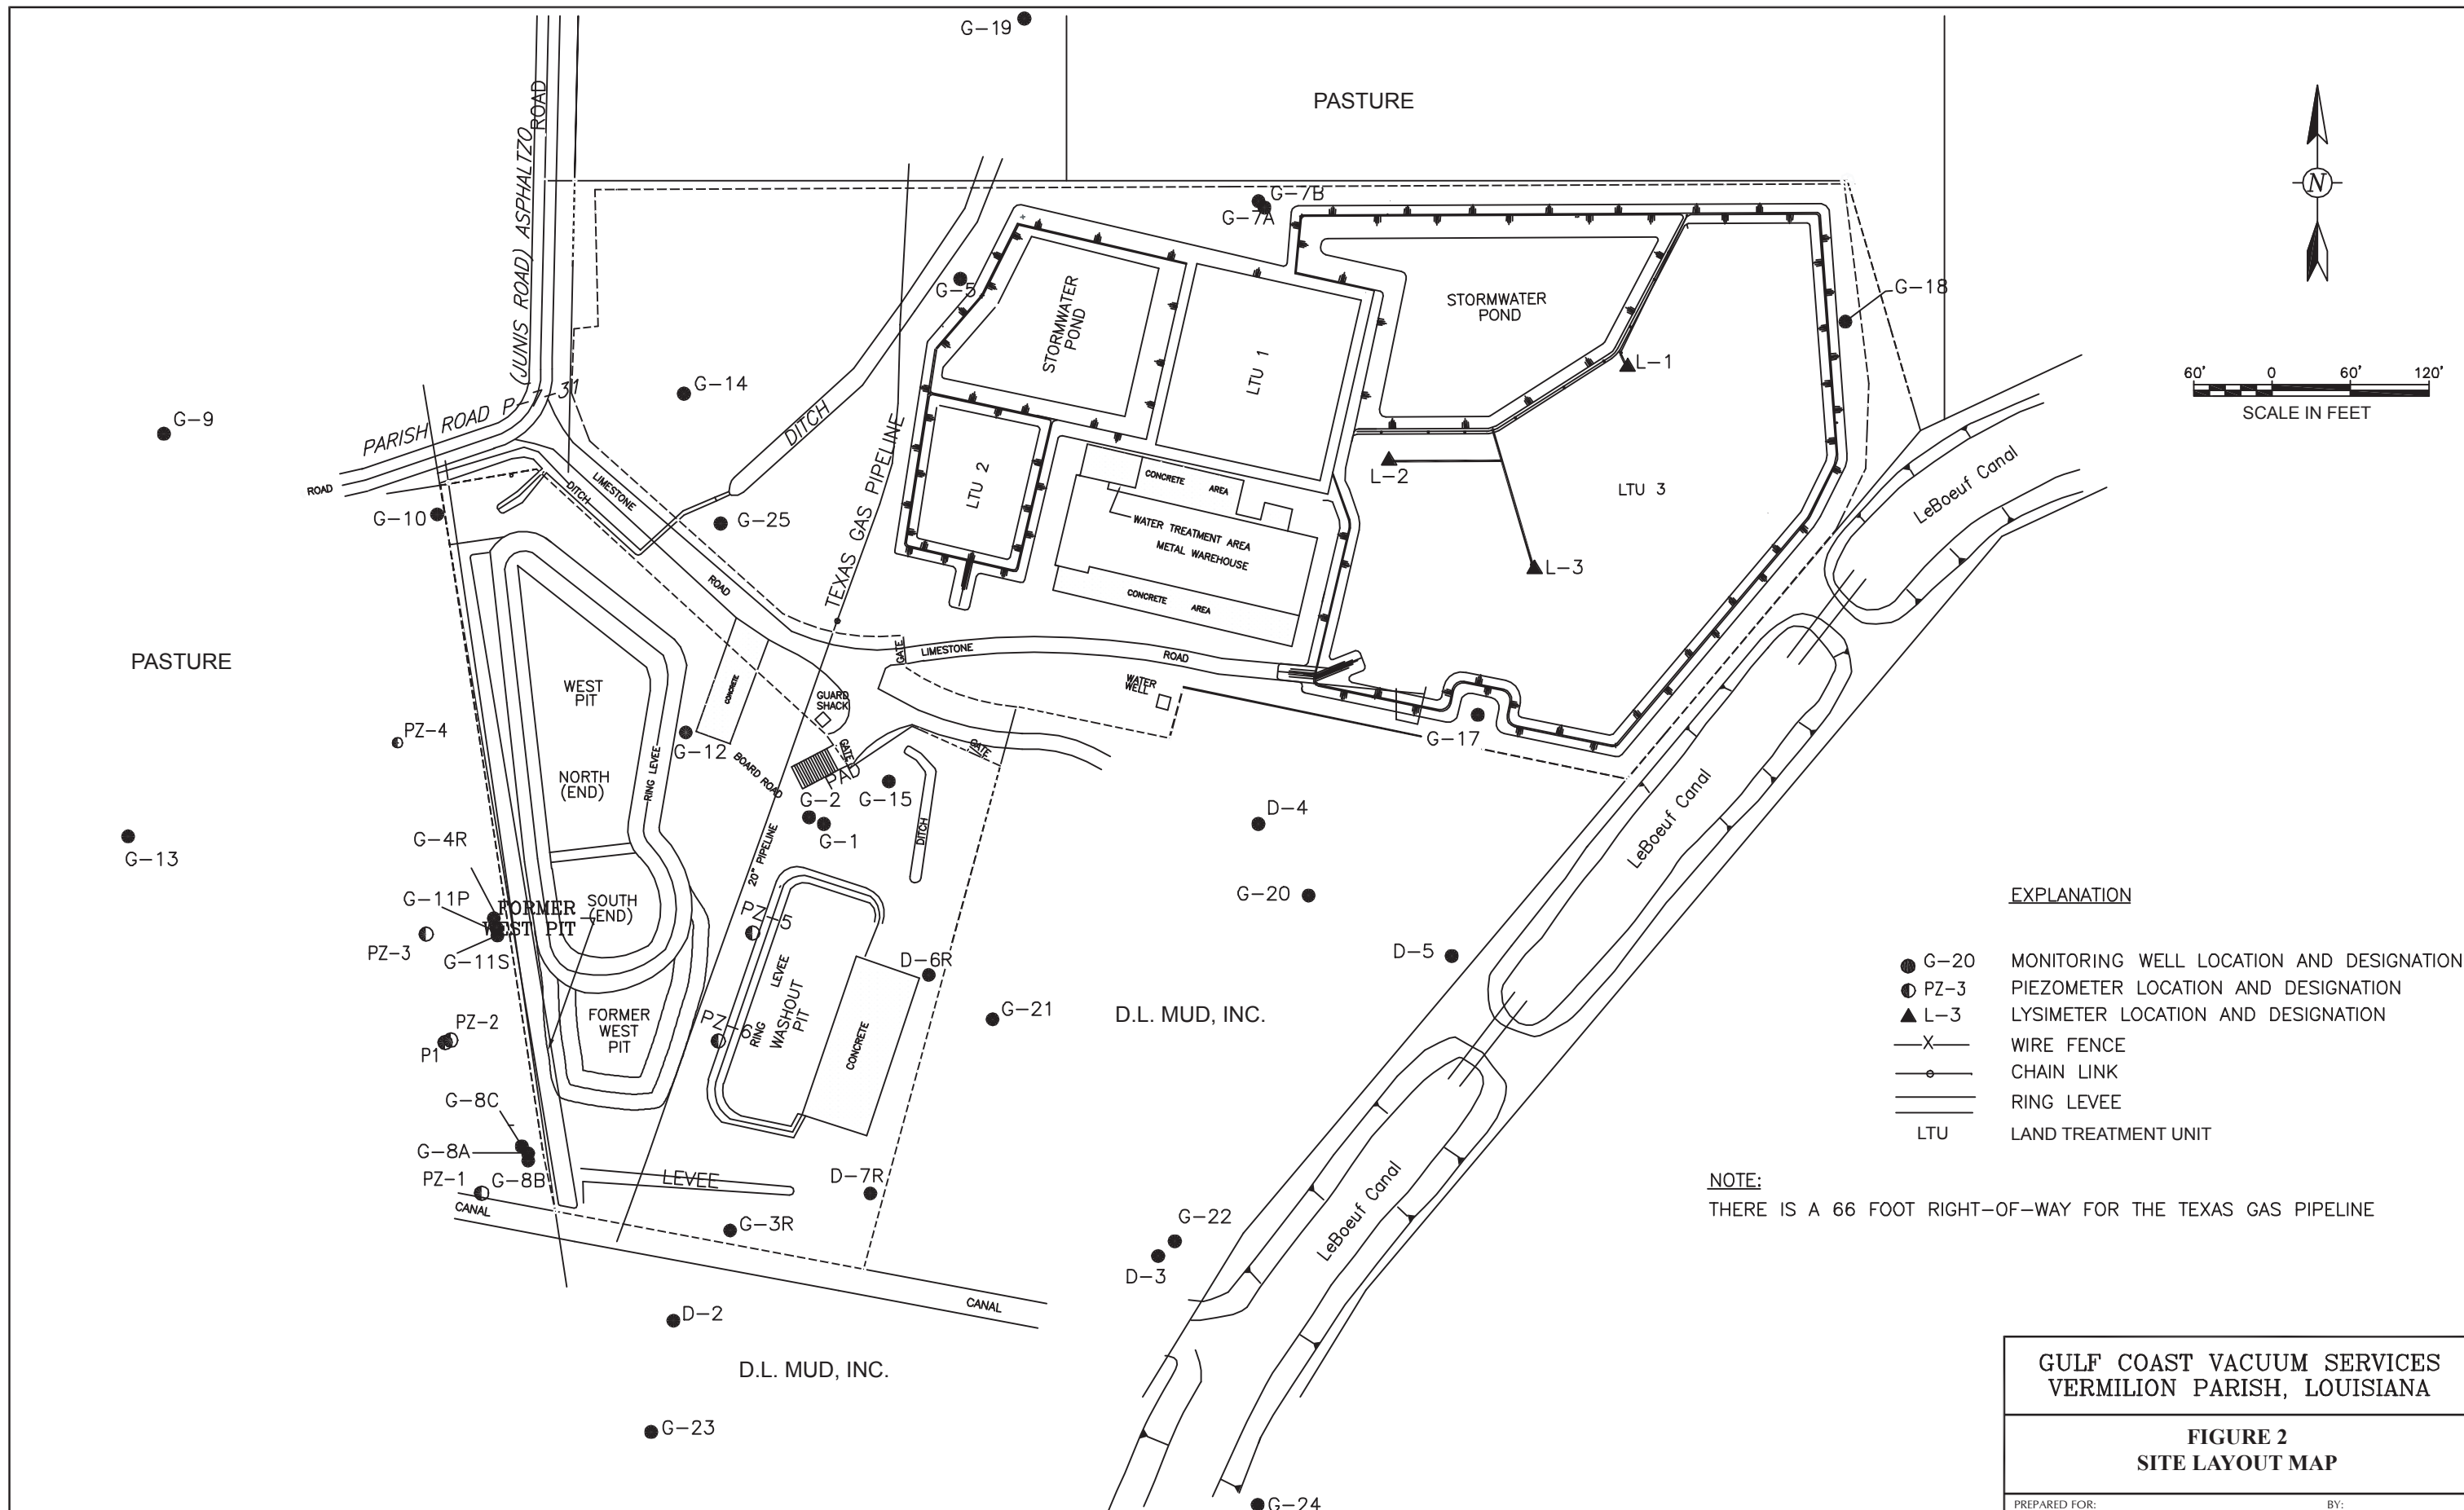 G-19
PASTURE
(JUNIS ROAD) ASPHALTZO
ROAD
N
G-7B
G-7A
G-5
G-18
STORMWATER
POND
STORMWATER
POND
LTU 1
L-1
60' 0 60' 120'
SCALE IN FEET
G-14
PARISH ROAD P-7-31
G-9
DITCH
TEXAS GAS PIPELINE
LTU 2
L-2
LTU 3
LeBoeuf Canal
ROAD
G-10
DITCH
LIMESTONE
ROAD
G-25
CONCRETE AREA
WATER TREATMENT AREA
METAL WAREHOUSE
CONCRETE AREA
L-3
PASTURE
WEST
PIT
CONCRETE
GUARD
SHACK
GATE
LIMESTONE
ROAD
WATER
WELL
PZ-4
G-12
G-17
NORTH
(END)
RING LEVEE
BOARD ROAD
GATE
PAD
GATE
G-2
G-15
G-1
DITCH
D-4
LeBoeuf Canal
G-13
G-4R
20" PIPELINE
G-11P
SOUTH
(END)
FORMER
WEST PIT
PZ-5
G-20
PZ-3
G-11S
D-6R
D-5
RING
LEVEE
WASHOUT
PIT
CONCRETE
FORMER
WEST
PIT
PZ-6
G-21
D.L. MUD, INC.
PZ-2
P1
G-8C
G-8A
PZ-1
G-8B
LEVEE
D-7R
CANAL
G-3R
G-22
D-3
LeBoeuf Canal
CANAL
D-2
D.L. MUD, INC.
G-23
G-24
EXPLANATION
G-20 MONITORING WELL LOCATION AND DESIGNATION
PZ-3 PIEZOMETER LOCATION AND DESIGNATION
L-3 LYSIMETER LOCATION AND DESIGNATION
X WIRE FENCE
CHAIN LINK
RING LEVEE
LTU LAND TREATMENT UNIT
NOTE:
THERE IS A 66 FOOT RIGHT-OF-WAY FOR THE TEXAS GAS PIPELINE
GULF COAST VACUUM SERVICES
VERMILION PARISH, LOUISIANA
FIGURE 2
SITE LAYOUT MAP
PREPARED FOR: BY: